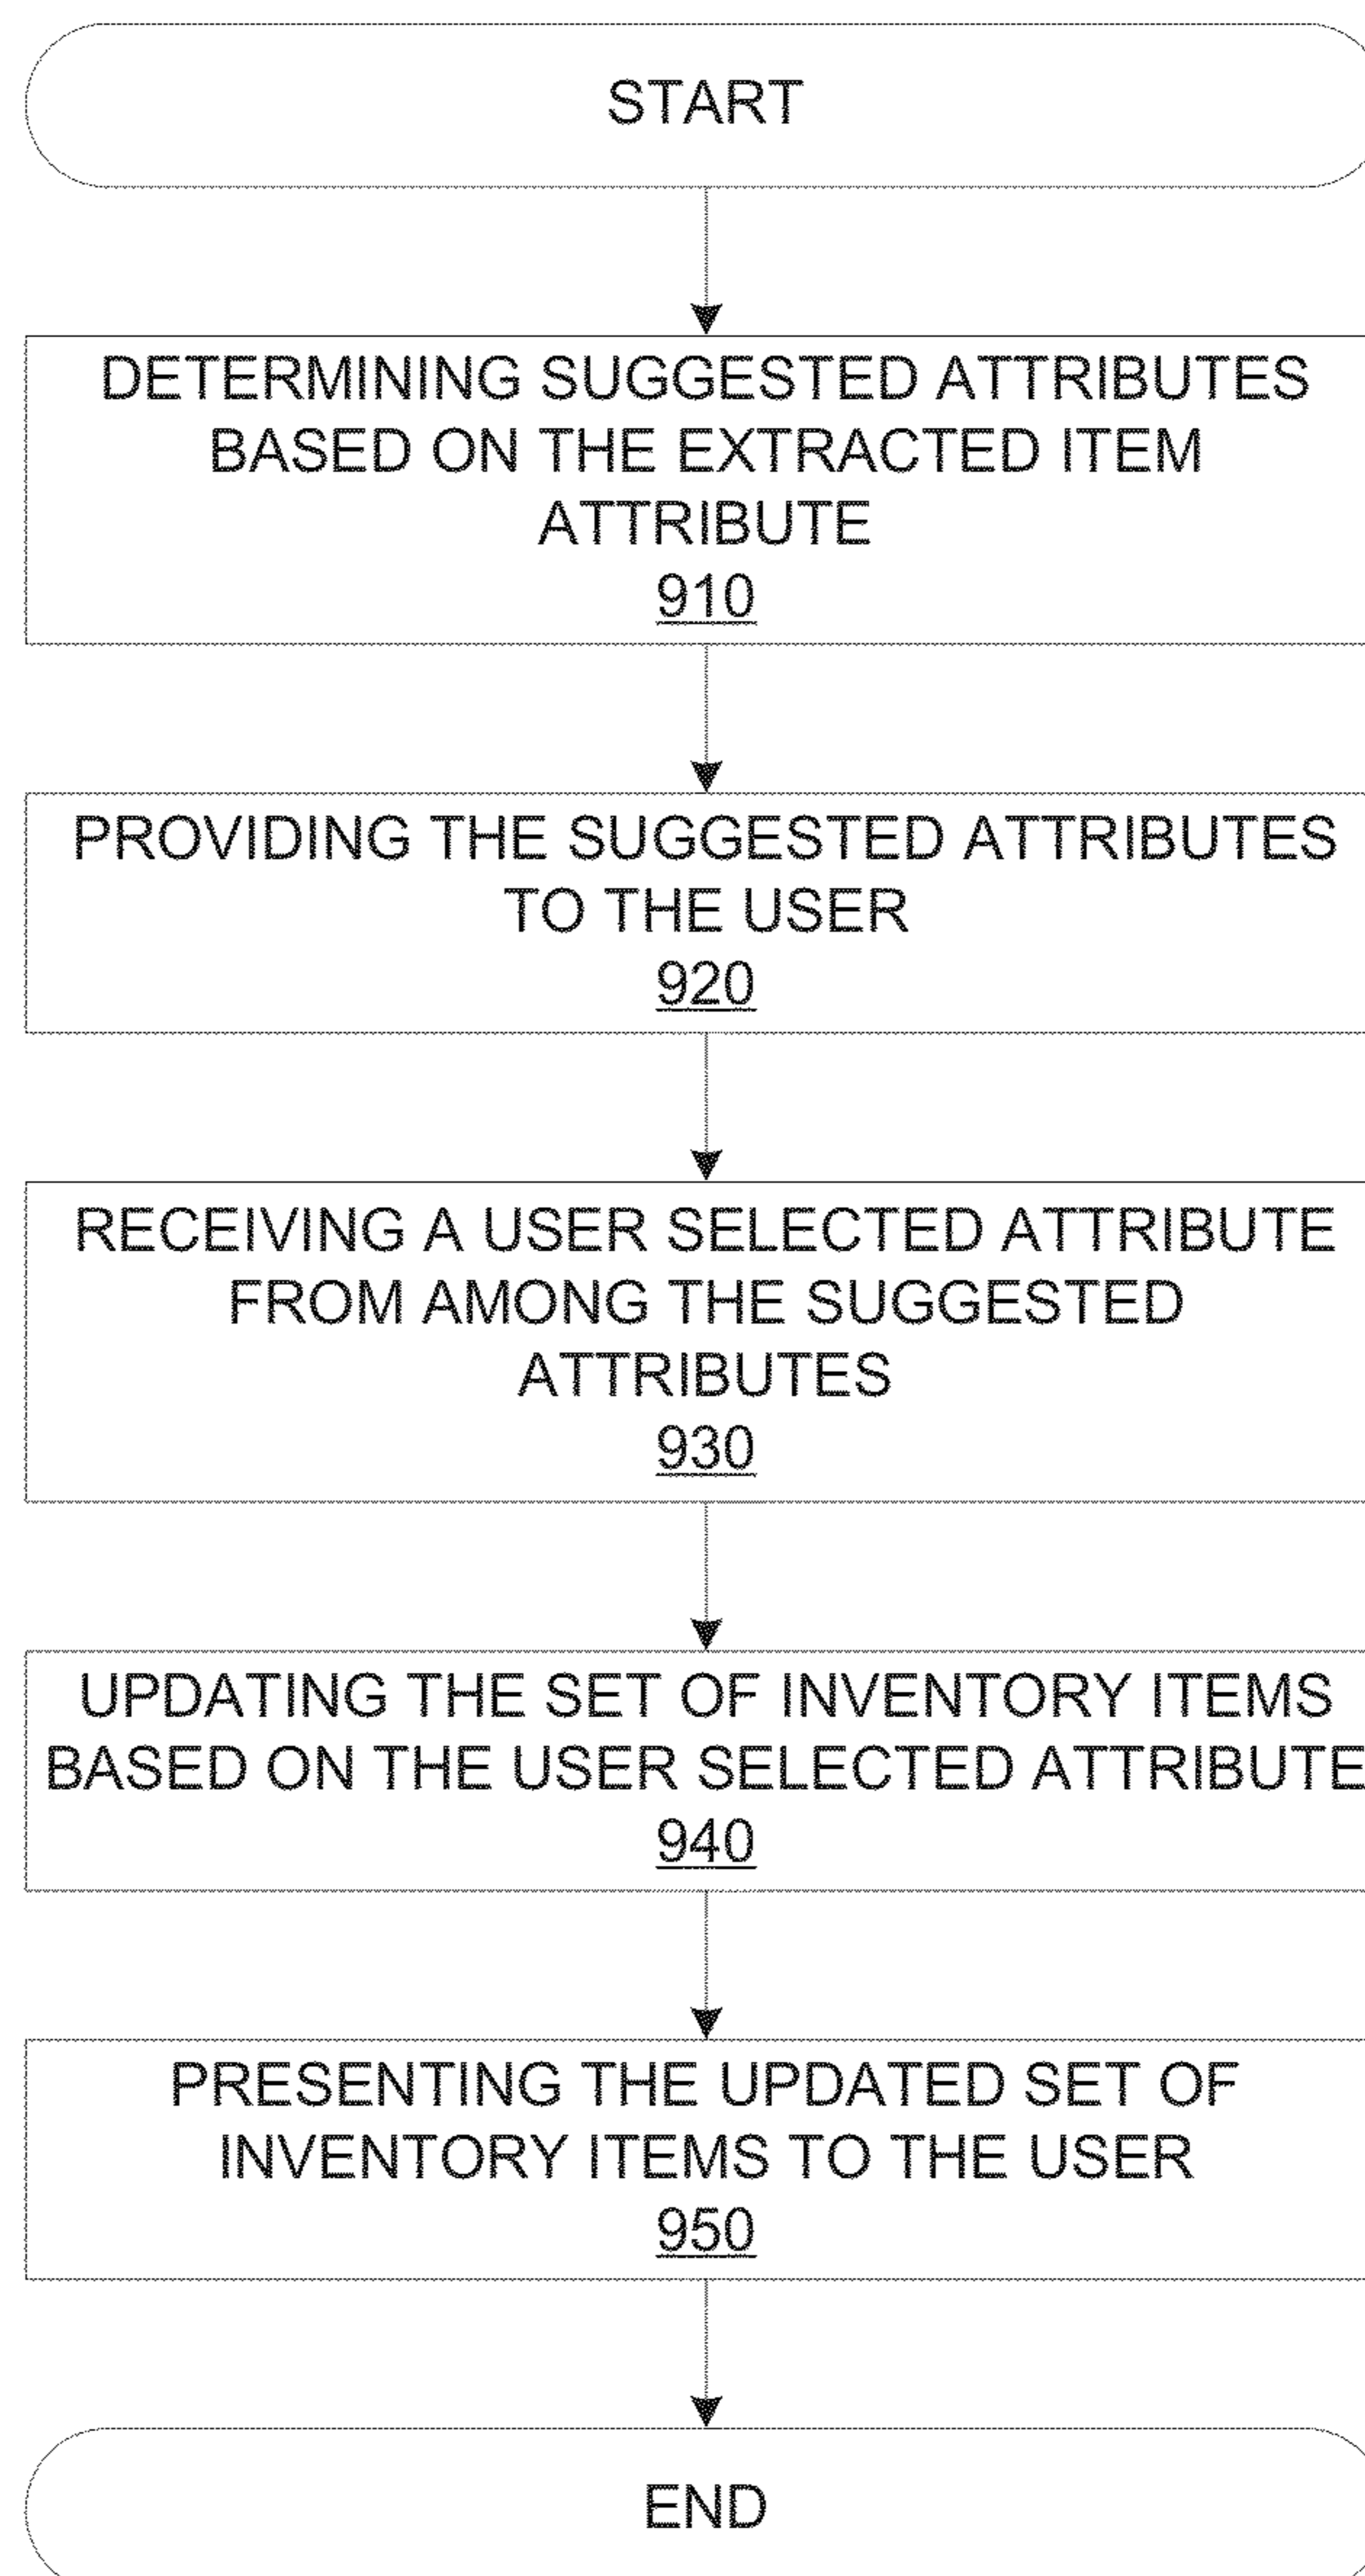 START
DETERMINING SUGGESTED ATTRIBUTES
BASED ON THE EXTRACTED ITEM
ATTRIBUTE
910
PROVIDING THE SUGGESTED ATTRIBUTES
TO THE USER
920
RECEIVING A USER SELECTED ATTRIBUTE
FROM AMONG THE SUGGESTED
ATTRIBUTES
930
UPDATING THE SET OF INVENTORY ITEMS
BASED ON THE USER SELECTED ATTRIBUTE
940
PRESENTING THE UPDATED SET OF
INVENTORY ITEMS TO THE USER
950
END